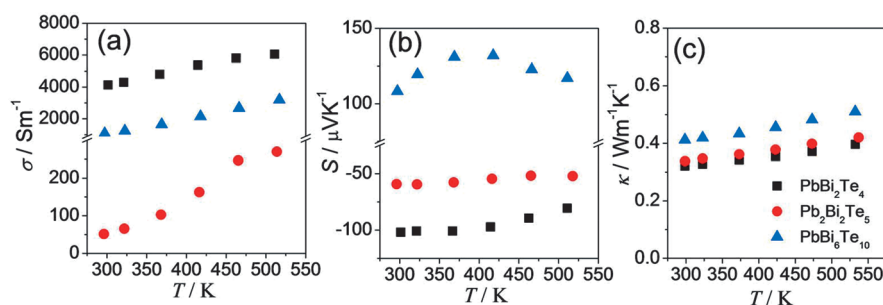 (a)
8000
6000
4000
2000
200
100
0
σ / Sm⁻¹
300 350 400 450 500 550
T / K
(b)
125
100
-50
-100
S / μVK⁻¹
300 350 400 450 500 550
T / K
(c)
0.8
0.6
0.4
0.2
0.0
κ / Wm⁻¹K⁻¹
PbBi₂Te₄
Pb₂Bi₂Te₅
PbBi₆Te₁₀
300 350 400 450 500 550
T / K